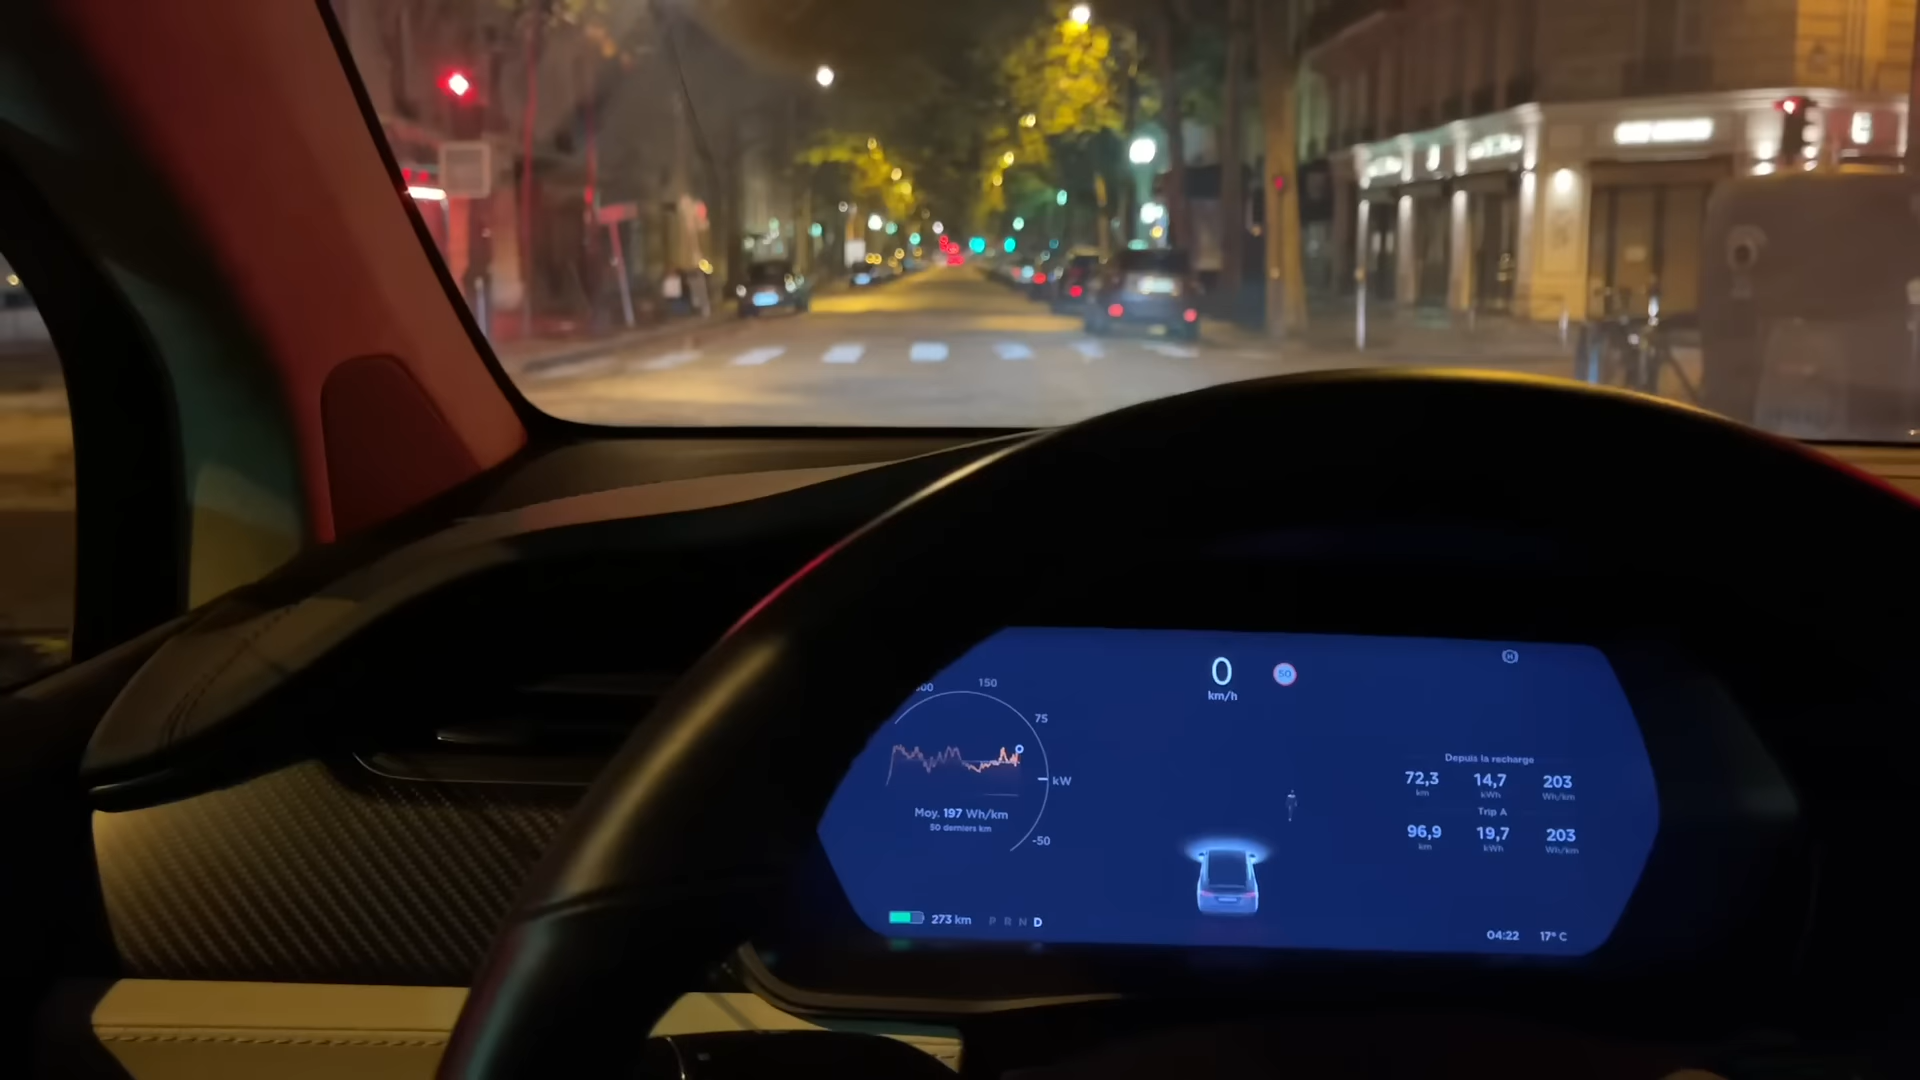 0
km/h
50
150
75
kW
-50
Moy. 197 Wh/km
50 derniers km
273 km
P R N D
Depuis la recharge
72,3 14,7 203
km kWh Wh/km
Trip A
96,9 19,7 203
km kWh Wh/km
04:22 17° C